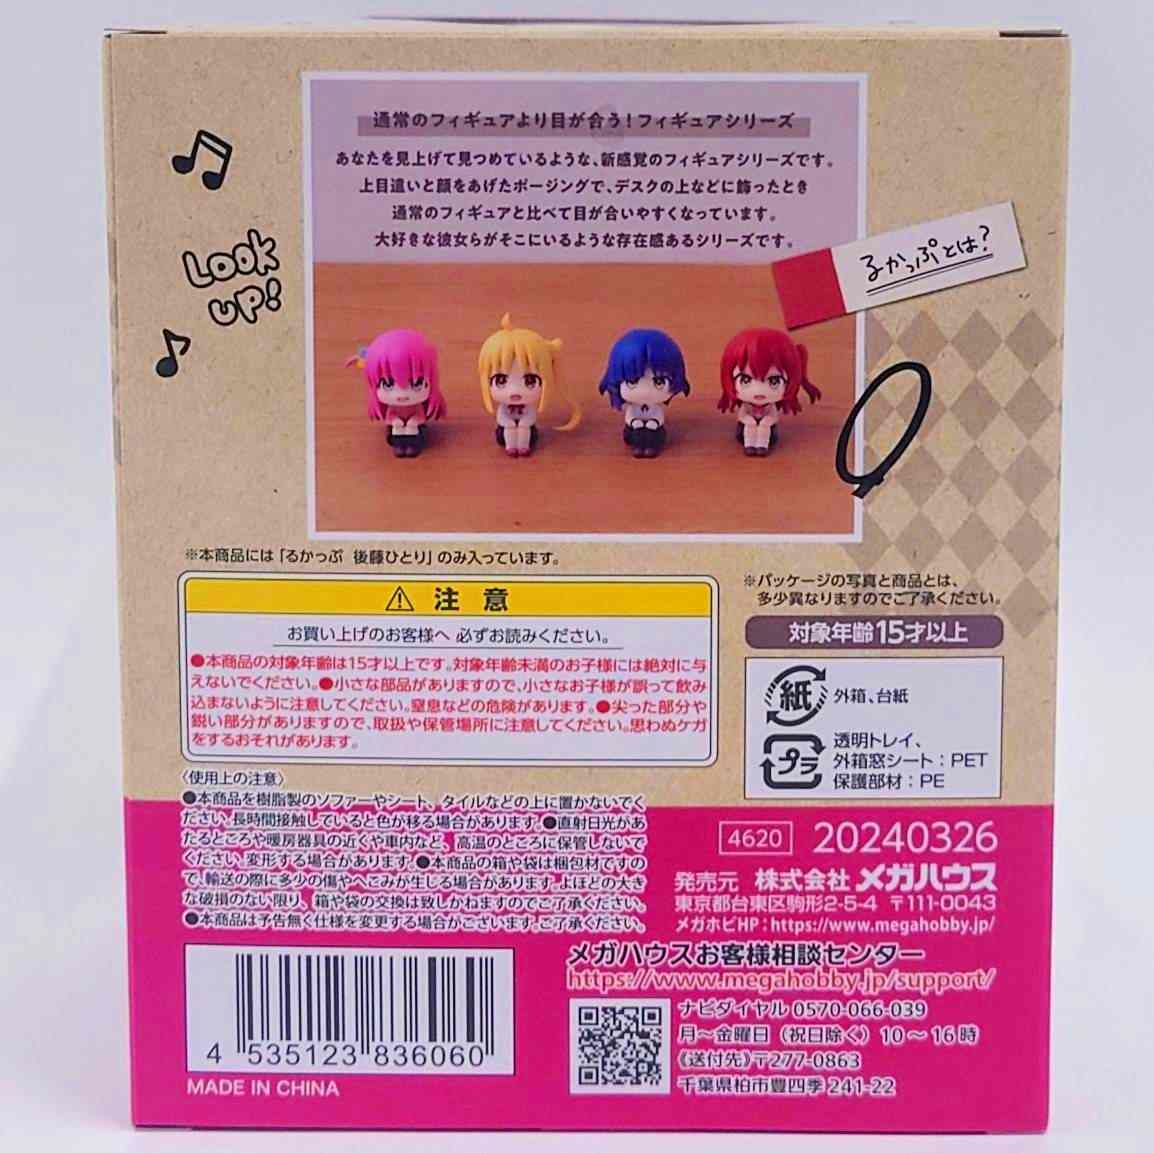 通常のフィギュアより目が合う!フィギュアシリーズ
あなたを見上げて見つめているような、新感覚のフィギュアシリーズです。
上目遣いと顔をあげたポージングで、デスクの上などに飾ったとき
通常のフィギュアと比べて目が合いやすくなっています。
大好きな彼女らがそこにいるような存在感あるシリーズです。
るかっぷとは?
Look
UP!
※本商品には「るかっぷ 後藤ひとり」のみ入っています。
⚠ 注意
お買い上げのお客様へ 必ずお読みください。
●本商品の対象年齢は15才以上です。対象年齢未満のお子様には絶対に与
えないでください。●小さな部品がありますので、小さなお子様が誤って飲み
込まないように注意してください。窒息などの危険があります。●尖った部分や
鋭い部分がありますので、取扱や保管場所に注意してください。思わぬケガ
をするおそれがあります。
※パッケージの写真と商品とは、
多少異なりますのでご了承ください。
対象年齢15才以上
紙 外箱、台紙
プラ 透明トレイ、
外箱窓シート:PET
保護部材:PE
〈使用上の注意〉
●本商品を樹脂製のソファーやシート、タイルなどの上に置かないでく
ださい。長時間接触していると色が移る場合があります。●直射日光があ
たるところや暖房器具の近くや車内など、高温のところに保管しないで
ください。変形する場合があります。●本商品の箱や袋は梱包材ですの
で、輸送の際に多少の傷やへこみが生じる場合があります。よほどの大き
な破損のない限り、箱や袋の交換は致しかねますのでご了承ください。
●本商品は予告無く仕様を変更する場合がございます。ご了承ください。
4620 20240326
発売元 株式会社メガハウス
東京都台東区駒形2-5-4 〒111-0043
メガホビHP:https://www.megahobby.jp/
メガハウスお客様相談センター
https://www.megahobby.jp/support/
ナビダイヤル 0570-066-039
月〜金曜日(祝日除く)10〜16時
《送付先》〒277-0863
千葉県柏市豊四季241-22
4 535123 836060
MADE IN CHINA